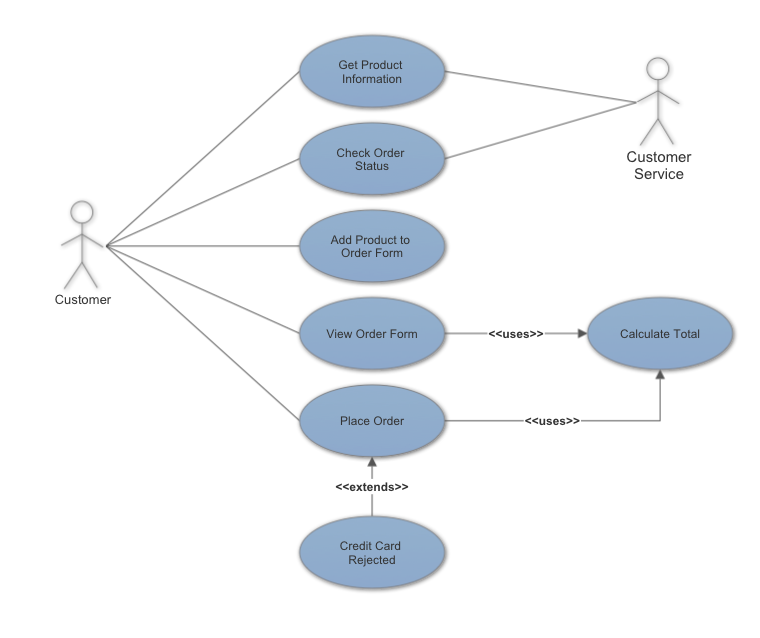 Get Product
Information
Check Order
Status
Customer
Service
Add Product to
Order Form
Customer
View Order Form
<<uses>>
Calculate Total
Place Order
<<uses>>
<<extends>>
Credit Card
Rejected